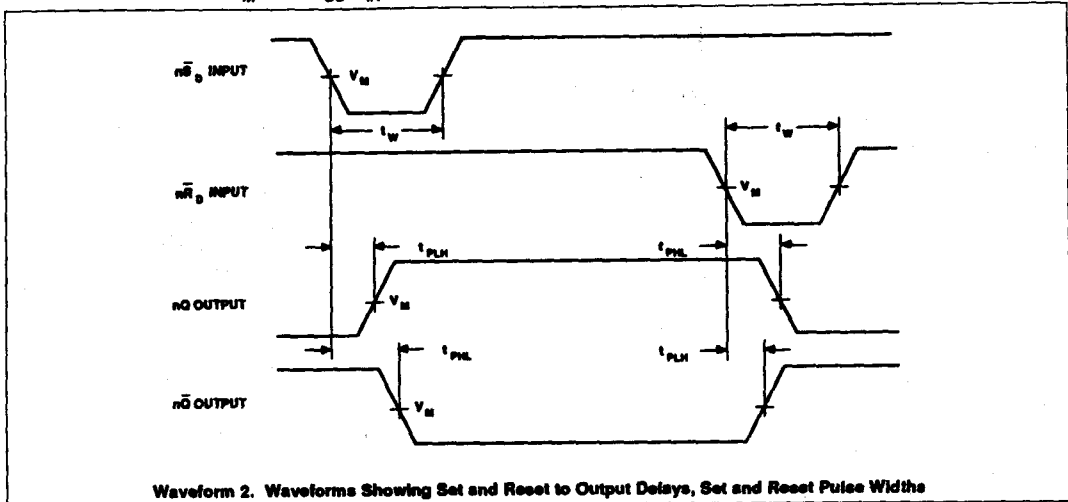 nS̄D INPUT
VM
tW
tW
nR̄D INPUT
VM
tPLH
tPHL
nQ OUTPUT
VM
tPHL
tPLH
nQ̄ OUTPUT
VM
Waveform 2. Waveforms Showing Set and Reset to Output Delays, Set and Reset Pulse Widths